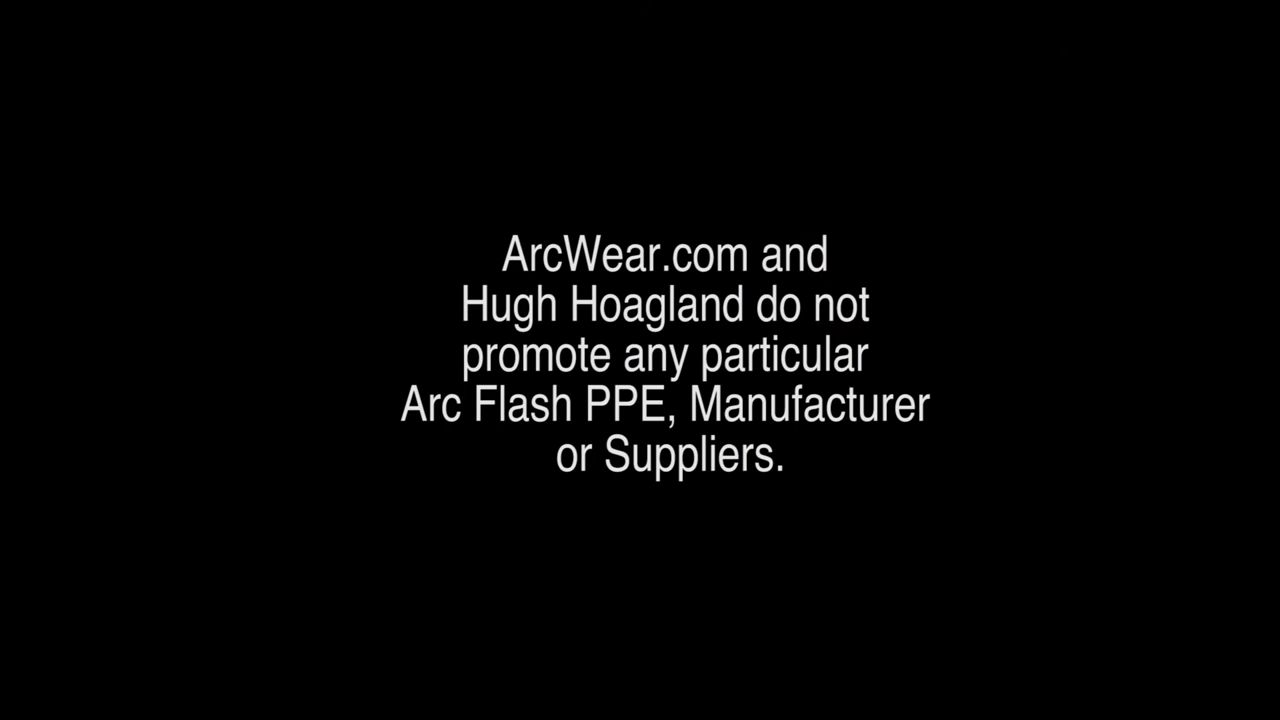 ArcWear.com and
Hugh Hoagland do not
promote any particular
Arc Flash PPE, Manufacturer
or Suppliers.